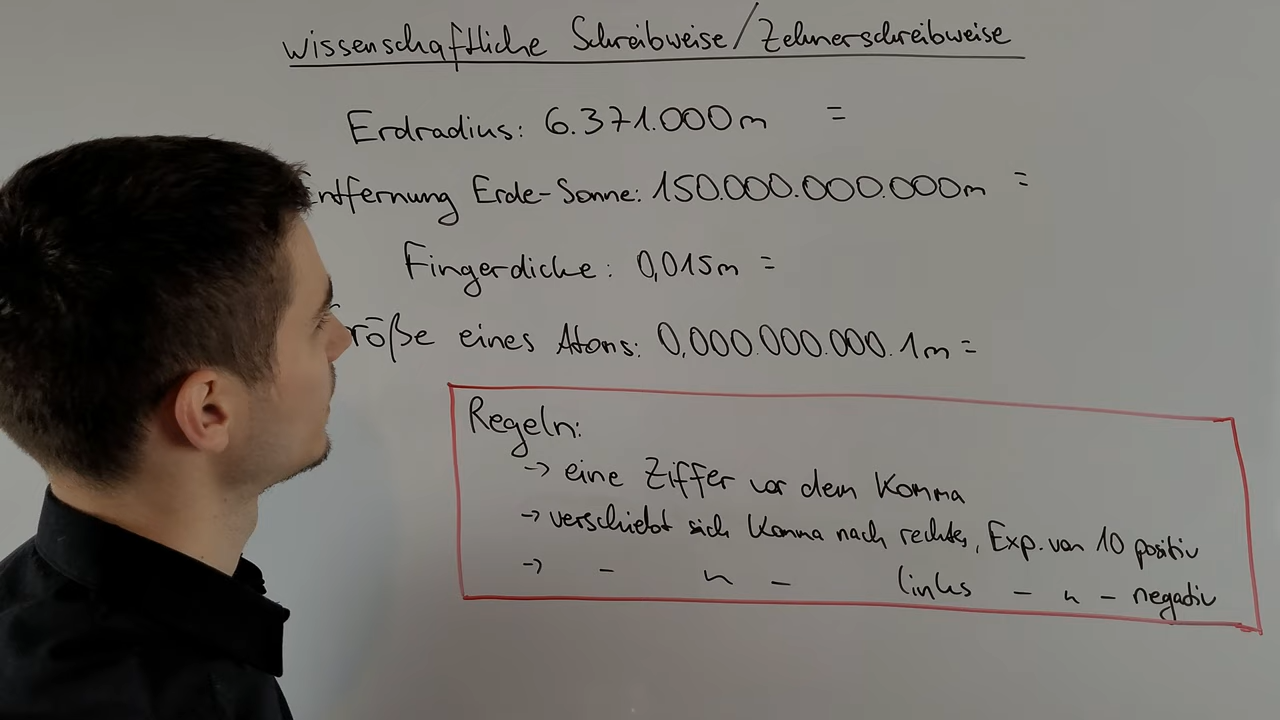 wissenschaftliche Schreibweise/Zehnerschreibweise
Erdradius: 6.371.000m =
Entfernung Erde-Sonne: 150.000.000.000m =
Fingerdicke: 0,015m =
röße eines Atoms: 0,000.000.000.1m =
Regeln:
→ eine Ziffer vor dem Komma
→ verschiebt sich Komma nach rechts, Exp. von 10 positiv
→ - " - links - " - negativ